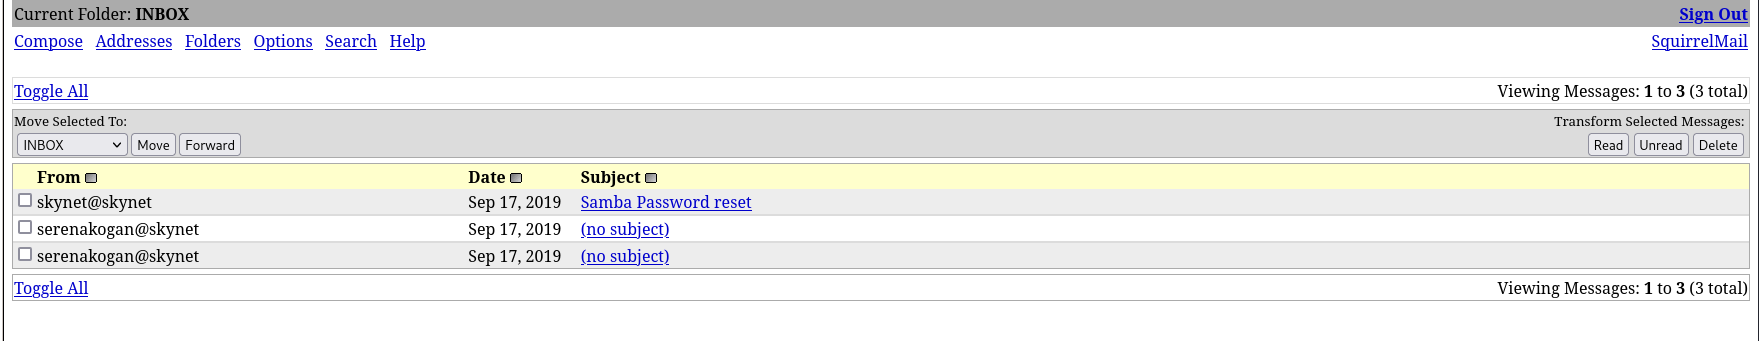 Current Folder: INBOX Sign Out
Compose Addresses Folders Options Search Help SquirrelMail
Toggle All Viewing Messages: 1 to 3 (3 total)
Move Selected To: Transform Selected Messages:
INBOX Move Forward Read Unread Delete
From Date Subject
skynet@skynet Sep 17, 2019 Samba Password reset
serenakogan@skynet Sep 17, 2019 (no subject)
serenakogan@skynet Sep 17, 2019 (no subject)
Toggle All Viewing Messages: 1 to 3 (3 total)